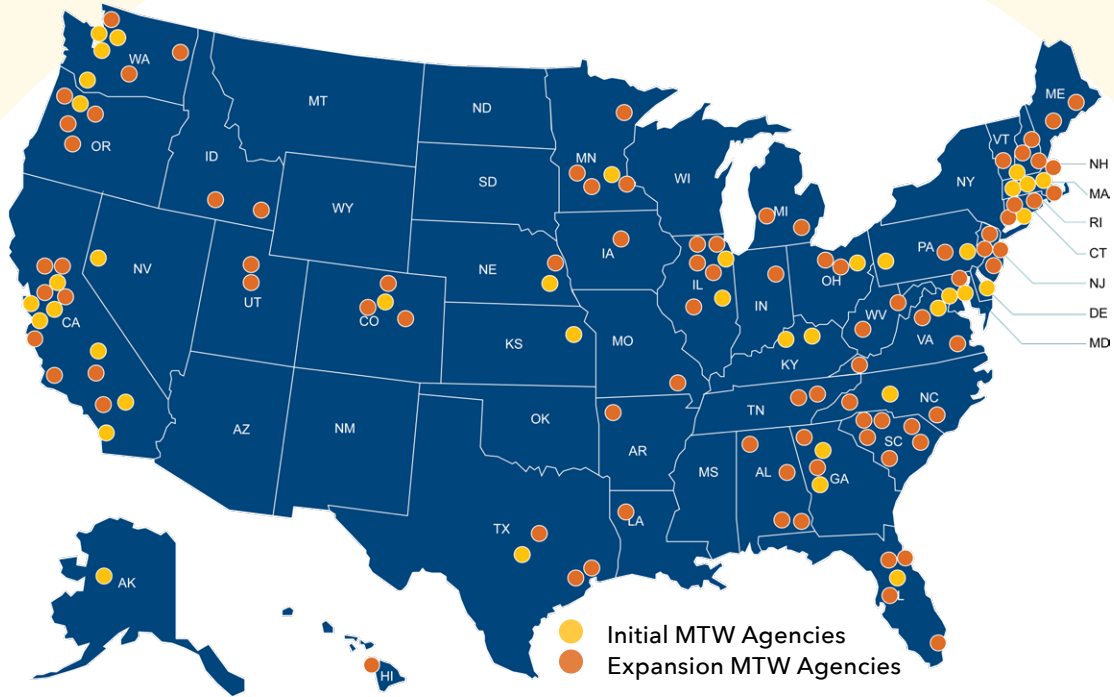 WA
MT
ND
ME
OR
ID
MN
VT
NH
SD
WI
NY
MA
WY
MI
RI
IA
PA
CT
NV
NE
NJ
UT
IL
IN
OH
DE
CA
CO
WV
MD
KS
MO
VA
KY
AZ
NM
OK
TN
NC
AR
SC
MS
AL
GA
TX
LA
AK
L
HI
Initial MTW Agencies
Expansion MTW Agencies